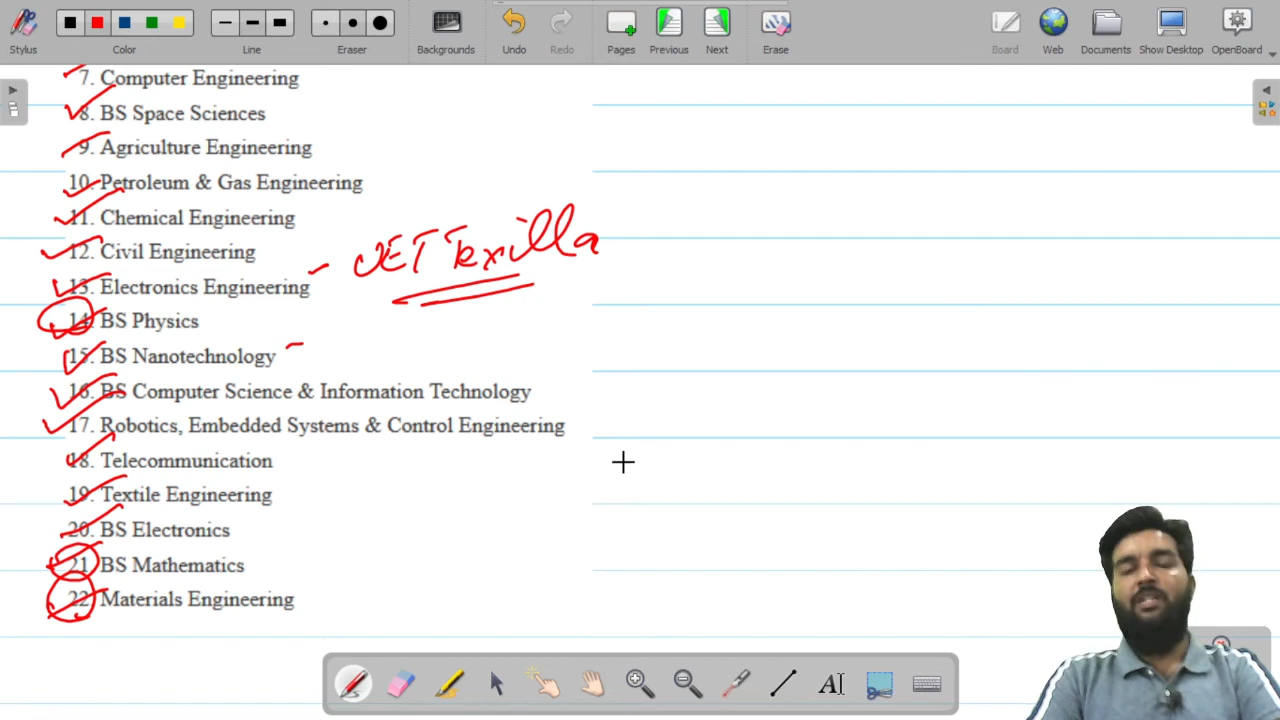 Stylus
Color
Line
Eraser
Backgrounds
Undo
Redo
Pages
Previous
Next
Erase
Board
Web
Documents
Show Desktop
OpenBoard
7. Computer Engineering
8. BS Space Sciences
9. Agriculture Engineering
10. Petroleum & Gas Engineering
11. Chemical Engineering
12. Civil Engineering
UET Texilla
13. Electronics Engineering
14. BS Physics
15. BS Nanotechnology
16. BS Computer Science & Information Technology
17. Robotics, Embedded Systems & Control Engineering
18. Telecommunication
19. Textile Engineering
20. BS Electronics
21 BS Mathematics
22. Materials Engineering